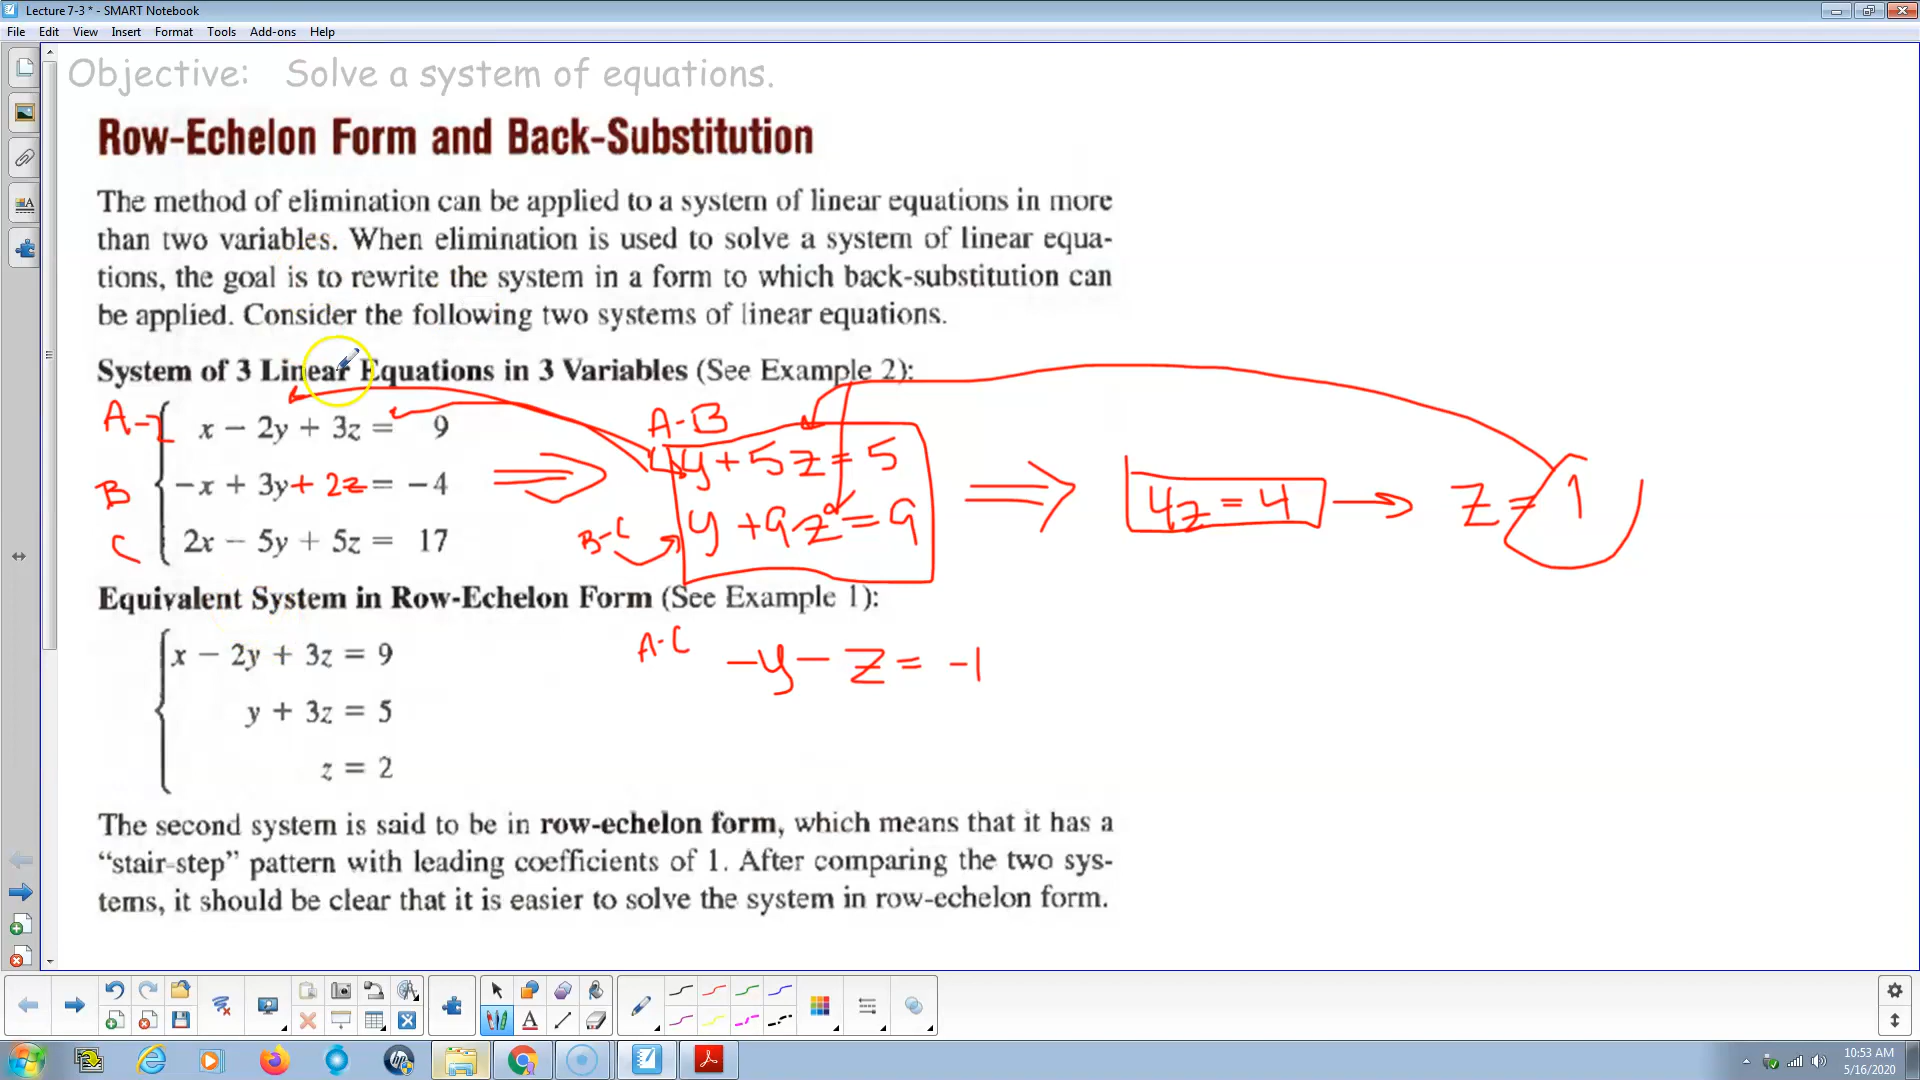 Lecture 7-3 * - SMART Notebook
File Edit View Insert Format Tools Add-ons Help
Objective: Solve a system of equations.
Row-Echelon Form and Back-Substitution
The method of elimination can be applied to a system of linear equations in more
than two variables. When elimination is used to solve a system of linear equa-
tions, the goal is to rewrite the system in a form to which back-substitution can
be applied. Consider the following two systems of linear equations.
System of 3 Linear Equations in 3 Variables (See Example 2):
A x − 2y + 3z = 9
B −x + 3y + 2z = −4
C 2x − 5y + 5z = 17
A-B
y + 5z = 5
B-C y + 9z = 9
4z = 4 → z = 1
Equivalent System in Row-Echelon Form (See Example 1):
x − 2y + 3z = 9
y + 3z = 5
z = 2
A-C −y − z = −1
The second system is said to be in row-echelon form, which means that it has a
“stair-step” pattern with leading coefficients of 1. After comparing the two sys-
tems, it should be clear that it is easier to solve the system in row-echelon form.
10:53 AM
5/16/2020